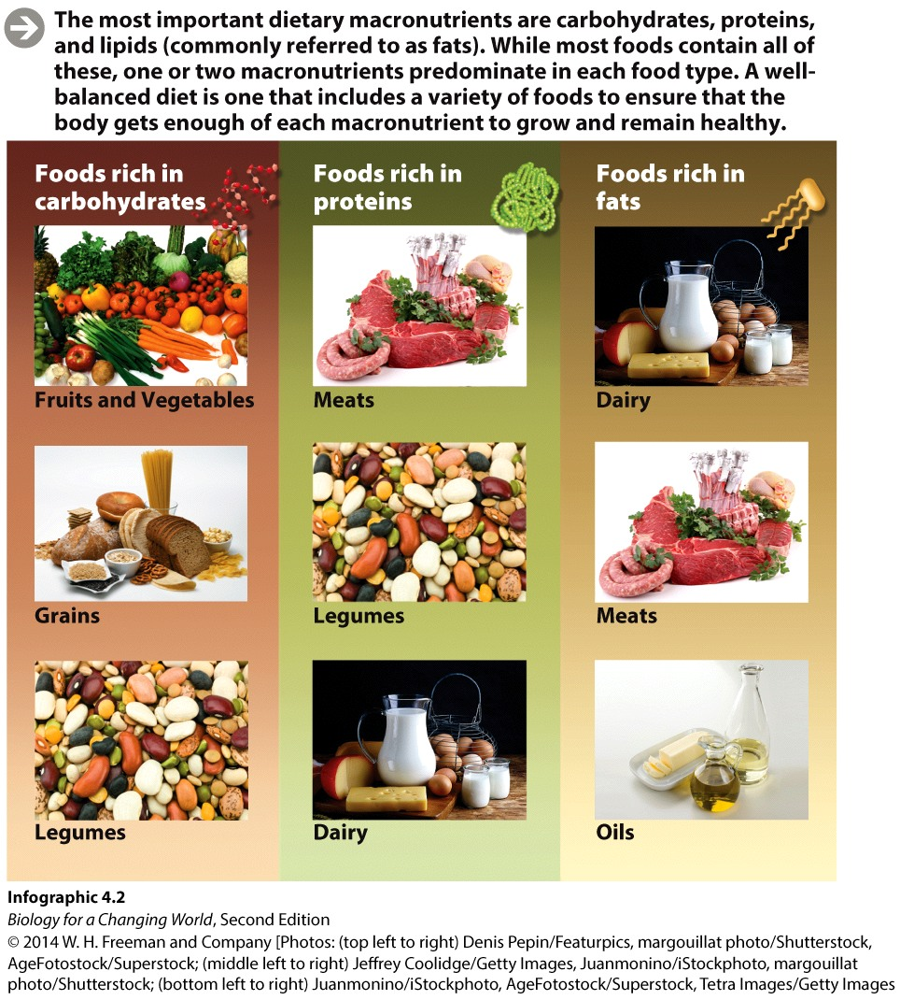 The most important dietary macronutrients are carbohydrates, proteins,
and lipids (commonly referred to as fats). While most foods contain all of
these, one or two macronutrients predominate in each food type. A well-
balanced diet is one that includes a variety of foods to ensure that the
body gets enough of each macronutrient to grow and remain healthy.
Foods rich in
carbohydrates
Fruits and Vegetables
Grains
Legumes
Foods rich in
proteins
Meats
Legumes
Dairy
Foods rich in
fats
Dairy
Meats
Oils
Infographic 4.2
Biology for a Changing World, Second Edition
© 2014 W. H. Freeman and Company [Photos: (top left to right) Denis Pepin/Featurpics, margouillat photo/Shutterstock,
AgeFotostock/Superstock; (middle left to right) Jeffrey Coolidge/Getty Images, Juanmonino/iStockphoto, margouillat
photo/Shutterstock; (bottom left to right) Juanmonino/iStockphoto, AgeFotostock/Superstock, Tetra Images/Getty Images